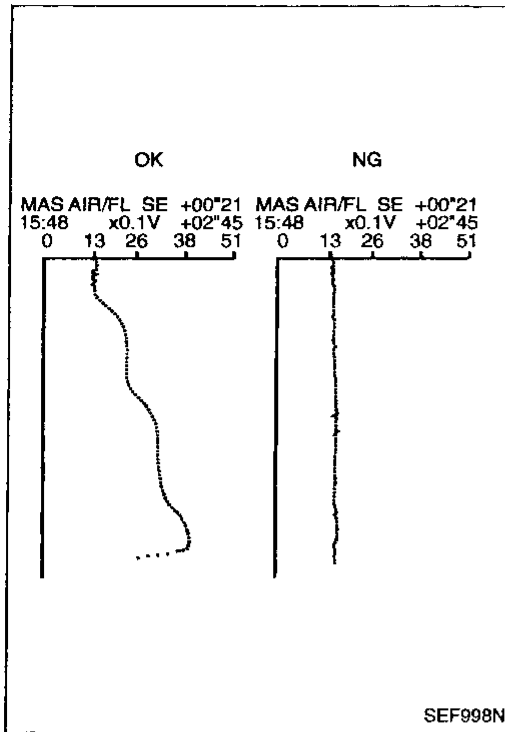 OK NG
MAS AIR/FL SE +00"21 MAS AIR/FL SE +00"21
15:48 x0.1V +02"45 15:48 x0.1V +02"45
0 13 26 38 51 0 13 26 38 51
SEF998N